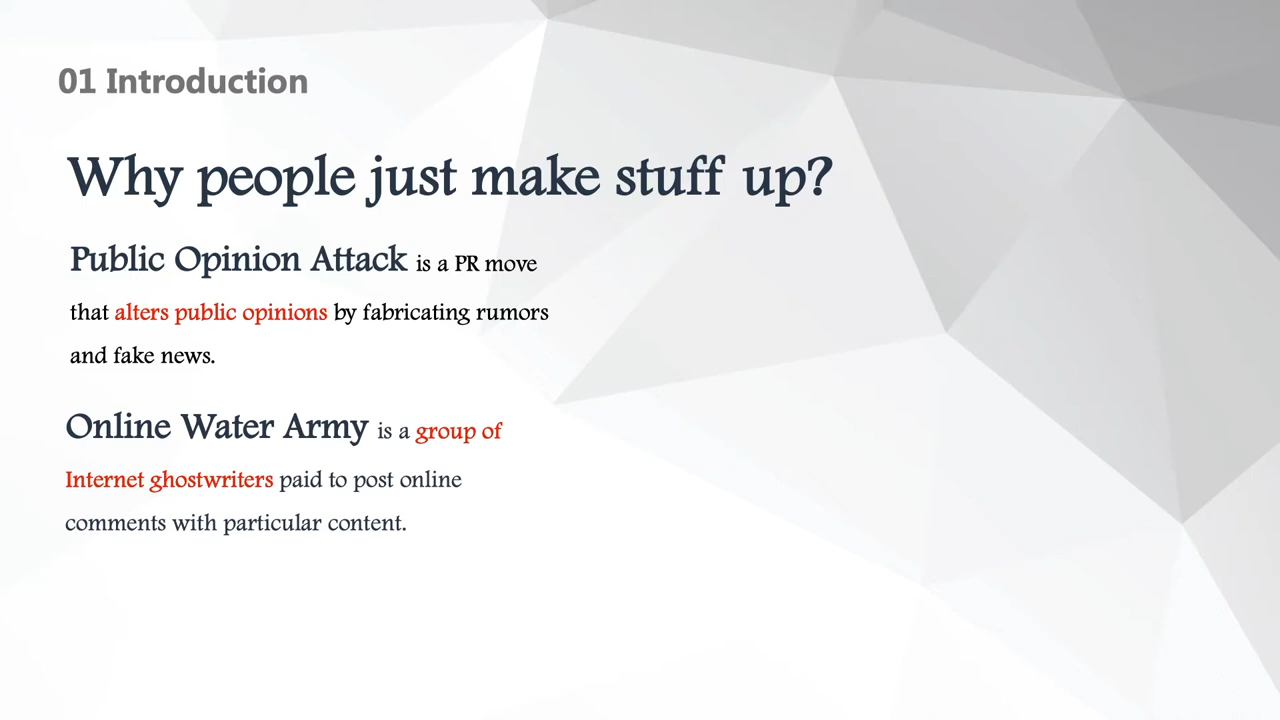 01 Introduction
Why people just make stuff up?
Public Opinion Attack is a PR move
that alters public opinions by fabricating rumors
and fake news.
Online Water Army is a group of
Internet ghostwriters paid to post online
comments with particular content.